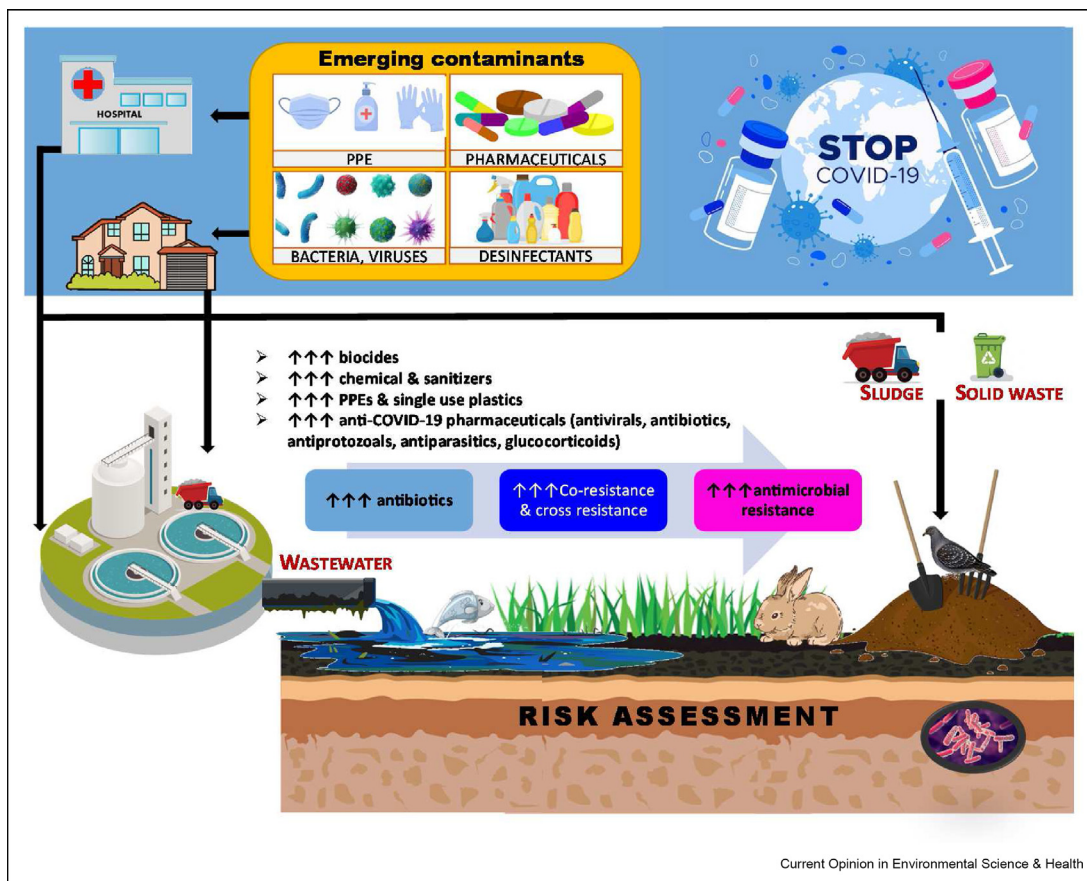 Emerging contaminants
HOSPITAL
PPE
PHARMACEUTICALS
BACTERIA, VIRUSES
DESINFECTANTS
STOP
COVID-19
➢ ↑↑↑ biocides
➢ ↑↑↑ chemical & sanitizers
➢ ↑↑↑ PPEs & single use plastics
➢ ↑↑↑ anti-COVID-19 pharmaceuticals (antivirals, antibiotics,
antiprotozoals, antiparasitics, glucocorticoids)
SLUDGE
SOLID WASTE
↑↑↑ antibiotics
↑↑↑Co-resistance
& cross resistance
↑↑↑antimicrobial
resistance
WASTEWATER
RISK ASSESSMENT
Current Opinion in Environmental Science & Health